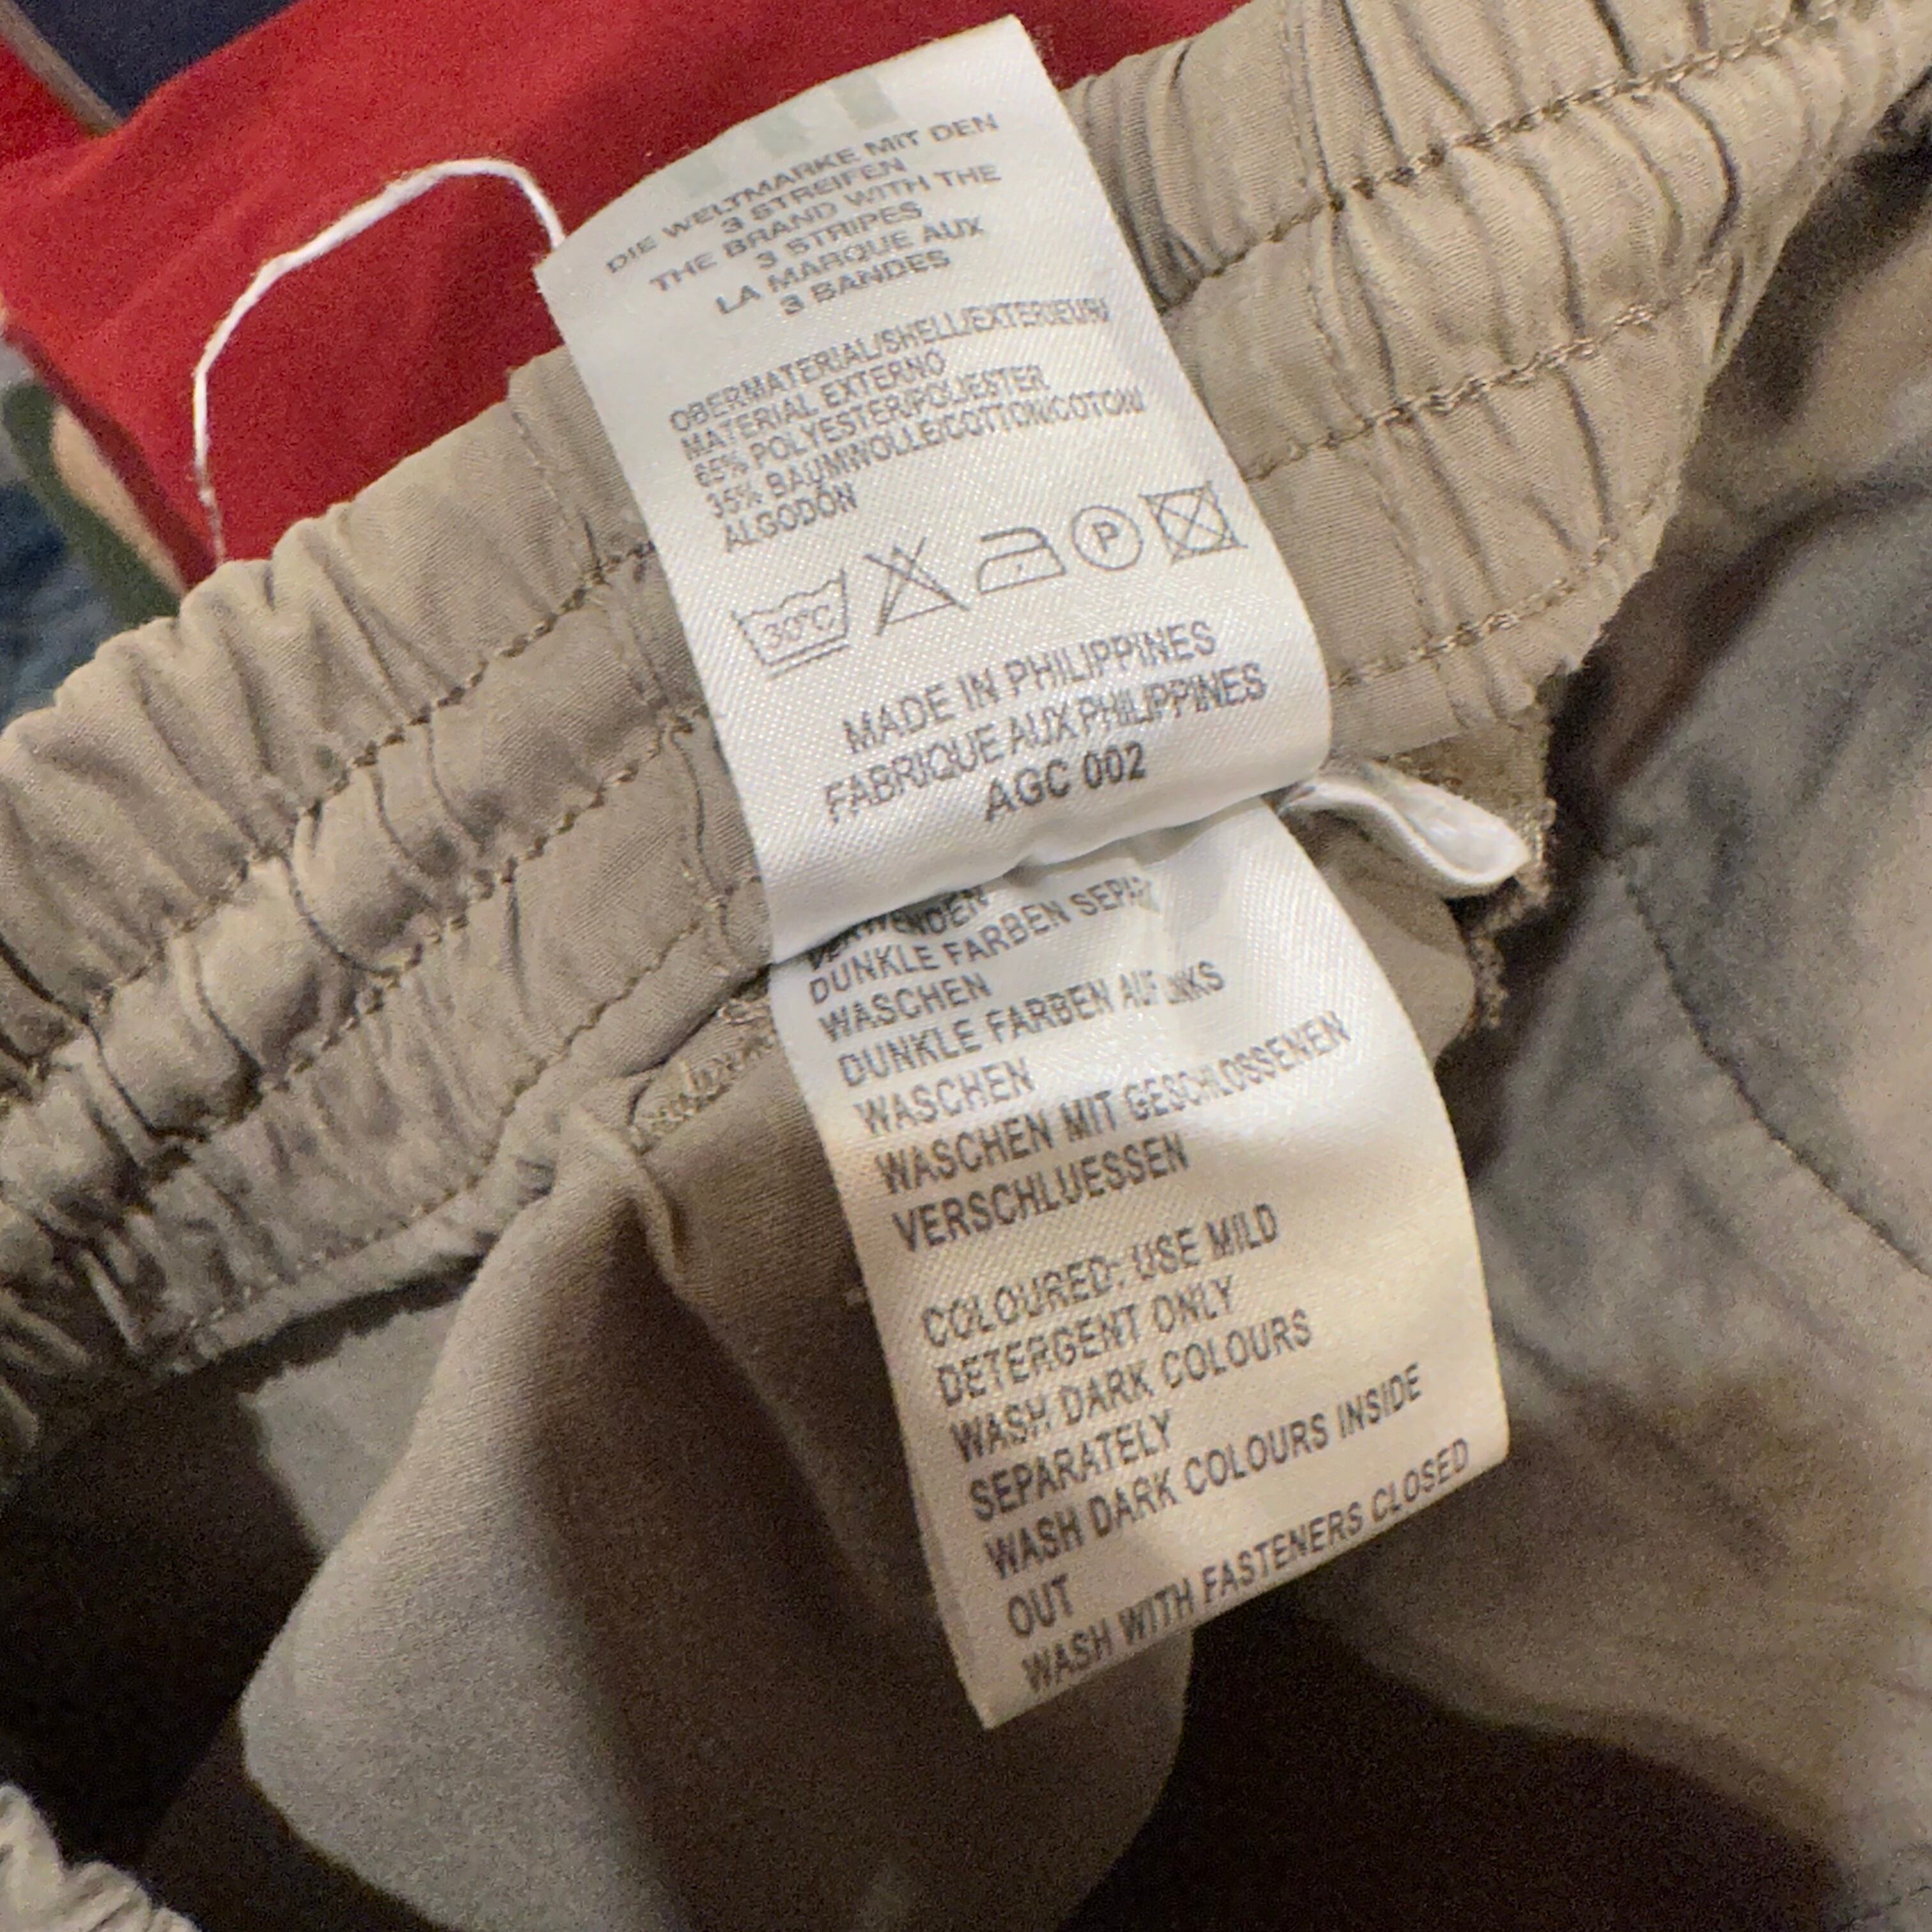 DIE WELTMARKE MIT DEN
3 STREIFEN
THE BRAND WITH THE
3 STRIPES
LA MARQUE AUX
3 BANDES
OBERMATERIAL/SHELL/EXTERIEUR/
MATERIAL EXTERNO
65% POLYESTER/POLIESTER
35% BAUMWOLLE/COTTON/COTON/
ALGODÓN
30°C
P
MADE IN PHILIPPINES
FABRIQUE AUX PHILIPPINES
AGC 002
DUNKLE FARBEN
WASCHEN
DUNKLE FARBEN AUF
WASCHEN
WASCHEN MIT GESCHLOSSENEN
VERSCHLUESSEN
COLOURED: USE MILD
DETERGENT ONLY
WASH DARK COLOURS
SEPARATELY
WASH DARK COLOURS INSIDE
OUT
WASH WITH FASTENERS CLOSED